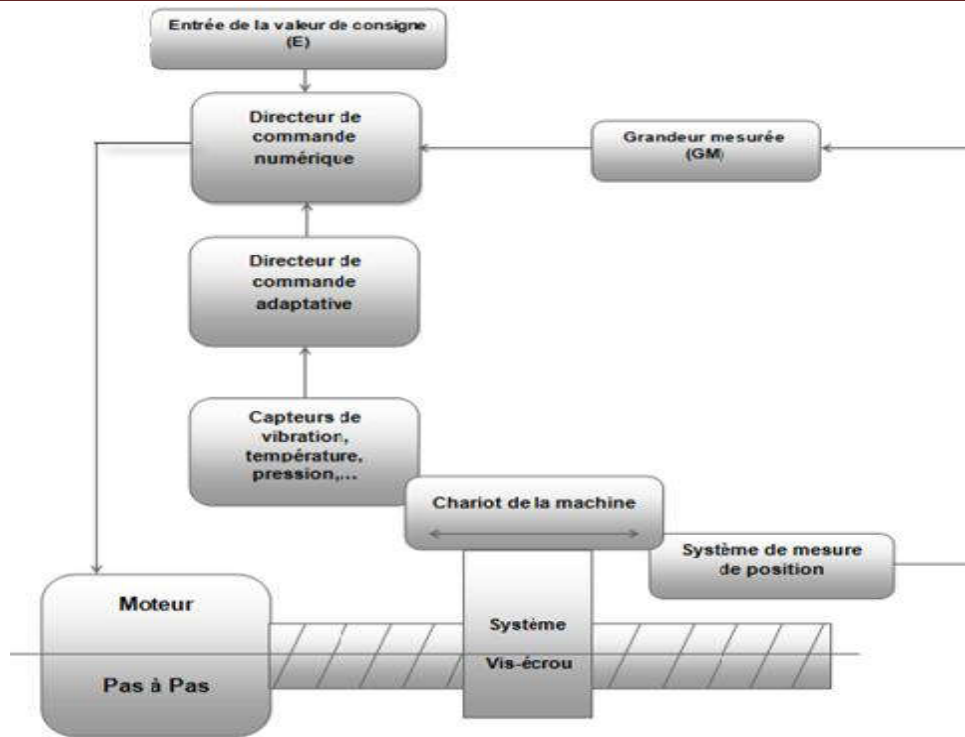 Entrée de la valeur de consigne
(E)
Directeur de
commande
numérique
Grandeur mesurée
(GM)
Directeur de
commande
adaptative
Capteurs de
vibration,
température,
pression,...
Chariot de la machine
Système de mesure
de position
Moteur
Pas à Pas
Système
Vis-écrou